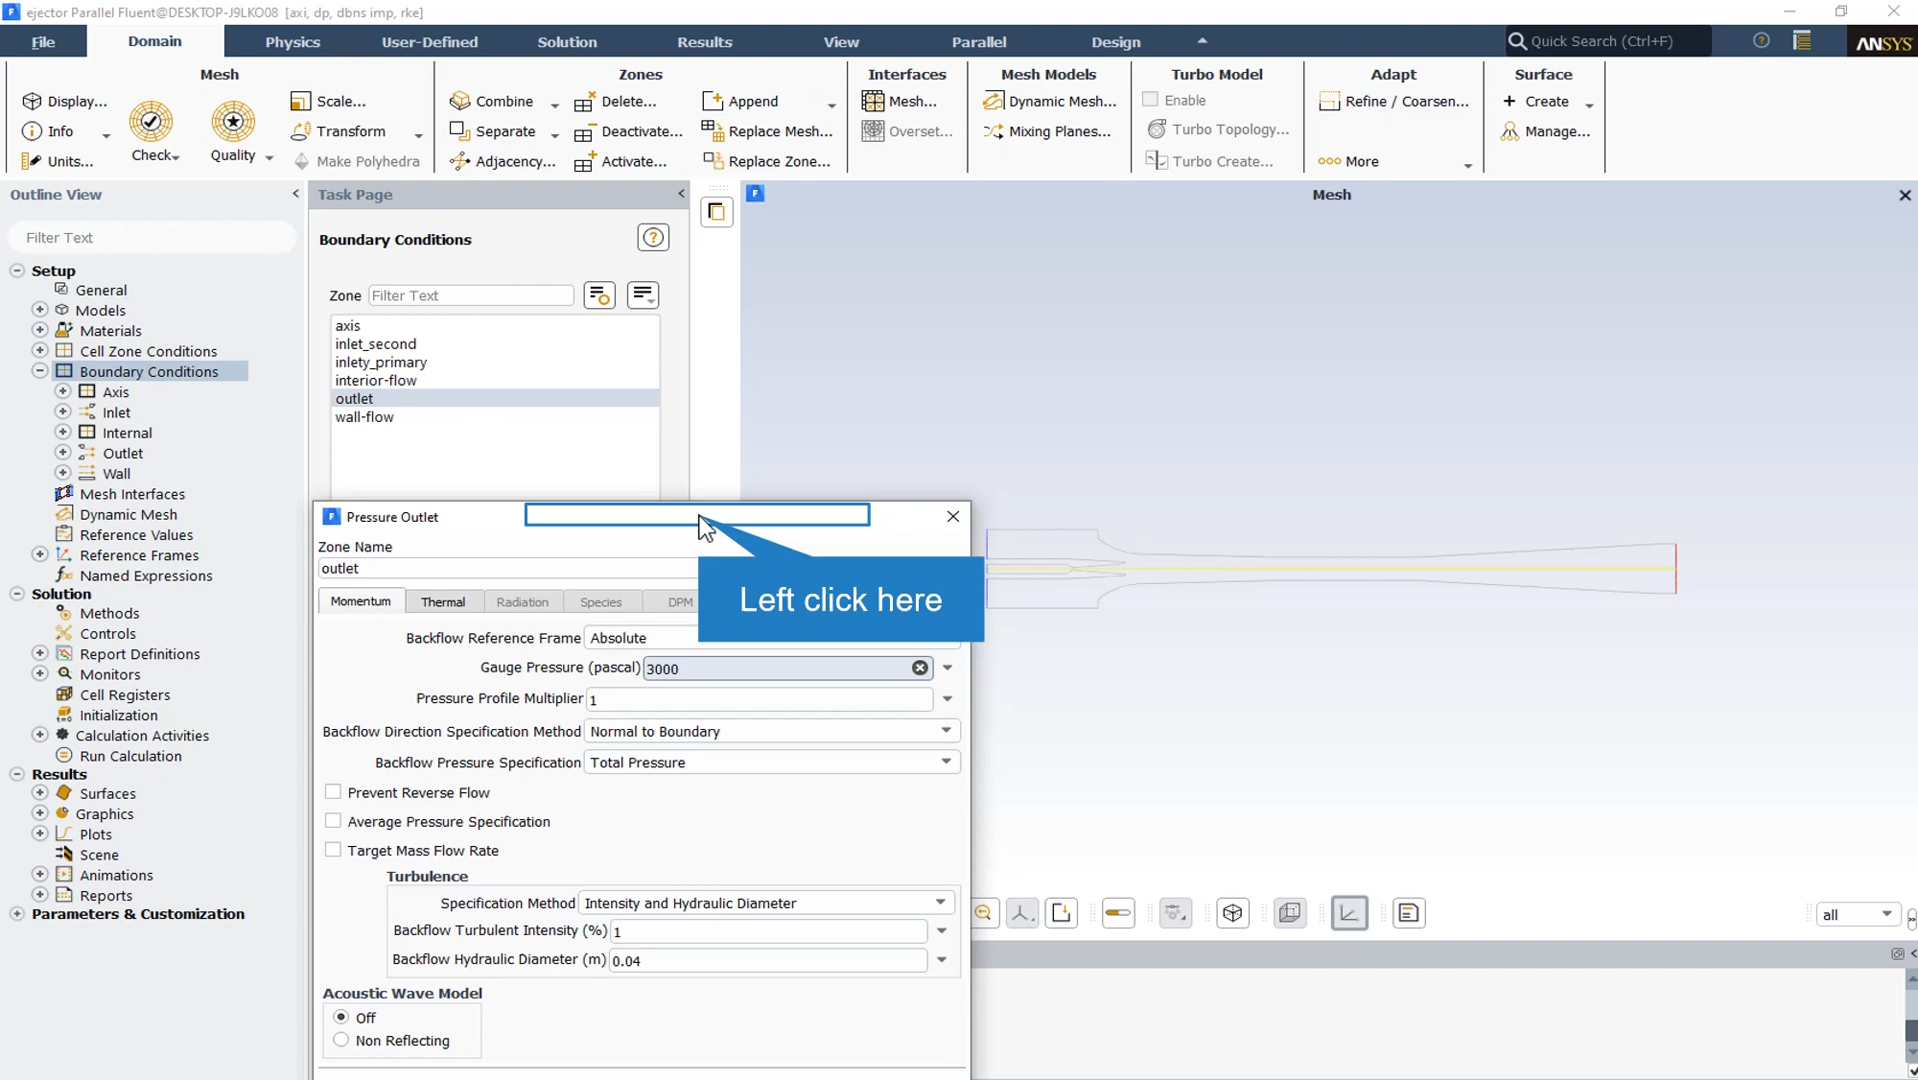 ejector Parallel Fluent@DESKTOP-J9LKO08 [axi, dp, dbns imp, rke]
File
Domain
Physics
User-Defined
Solution
Results
View
Parallel
Design
Quick Search (Ctrl+F)
ANSYS
Mesh
Zones
Interfaces
Mesh Models
Turbo Model
Adapt
Surface
Display...
Info
Units...
Check
Quality
Scale...
Transform
Make Polyhedra
Combine
Separate
Adjacency...
Delete...
Deactivate...
Activate...
Append
Replace Mesh...
Replace Zone...
Mesh...
Overset...
Dynamic Mesh...
Mixing Planes...
Enable
Turbo Topology...
Turbo Create...
Refine / Coarsen...
More
Create
Manage...
Outline View
Filter Text
Setup
General
Models
Materials
Cell Zone Conditions
Boundary Conditions
Axis
Inlet
Internal
Outlet
Wall
Mesh Interfaces
Dynamic Mesh
Reference Values
Reference Frames
Named Expressions
Solution
Methods
Controls
Report Definitions
Monitors
Cell Registers
Initialization
Calculation Activities
Run Calculation
Results
Surfaces
Graphics
Plots
Scene
Animations
Reports
Parameters & Customization
Task Page
Boundary Conditions
Zone Filter Text
axis
inlet_second
inlety_primary
interior-flow
outlet
wall-flow
Mesh
Pressure Outlet
Zone Name
outlet
Momentum
Thermal
Radiation
Species
DPM
Left click here
Backflow Reference Frame Absolute
Gauge Pressure (pascal) 3000
Pressure Profile Multiplier 1
Backflow Direction Specification Method Normal to Boundary
Backflow Pressure Specification Total Pressure
Prevent Reverse Flow
Average Pressure Specification
Target Mass Flow Rate
Turbulence
Specification Method Intensity and Hydraulic Diameter
Backflow Turbulent Intensity (%) 1
Backflow Hydraulic Diameter (m) 0.04
Acoustic Wave Model
Off
Non Reflecting
all